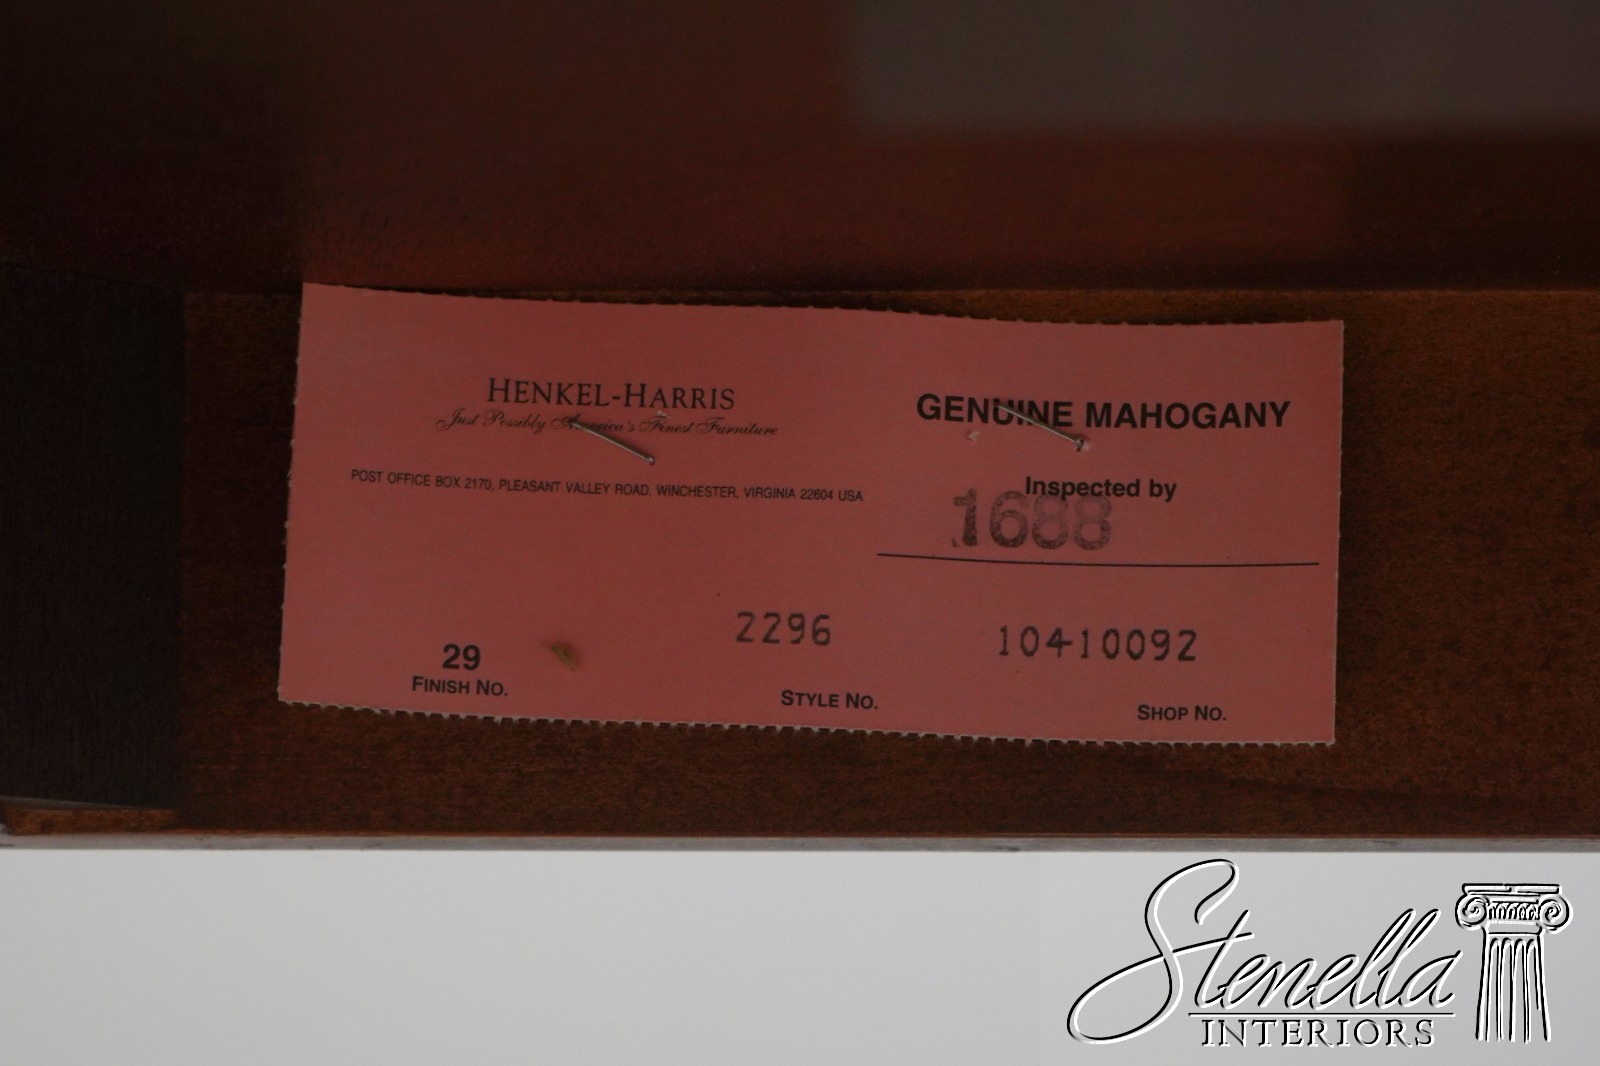 HENKEL-HARRIS
Just Possibly America's Finest Furniture
POST OFFICE BOX 2170, PLEASANT VALLEY ROAD, WINCHESTER, VIRGINIA 22604 USA
GENUINE MAHOGANY
Inspected by
1688
29
FINISH NO.
2296
STYLE NO.
10410092
SHOP NO.
Stenella
INTERIORS